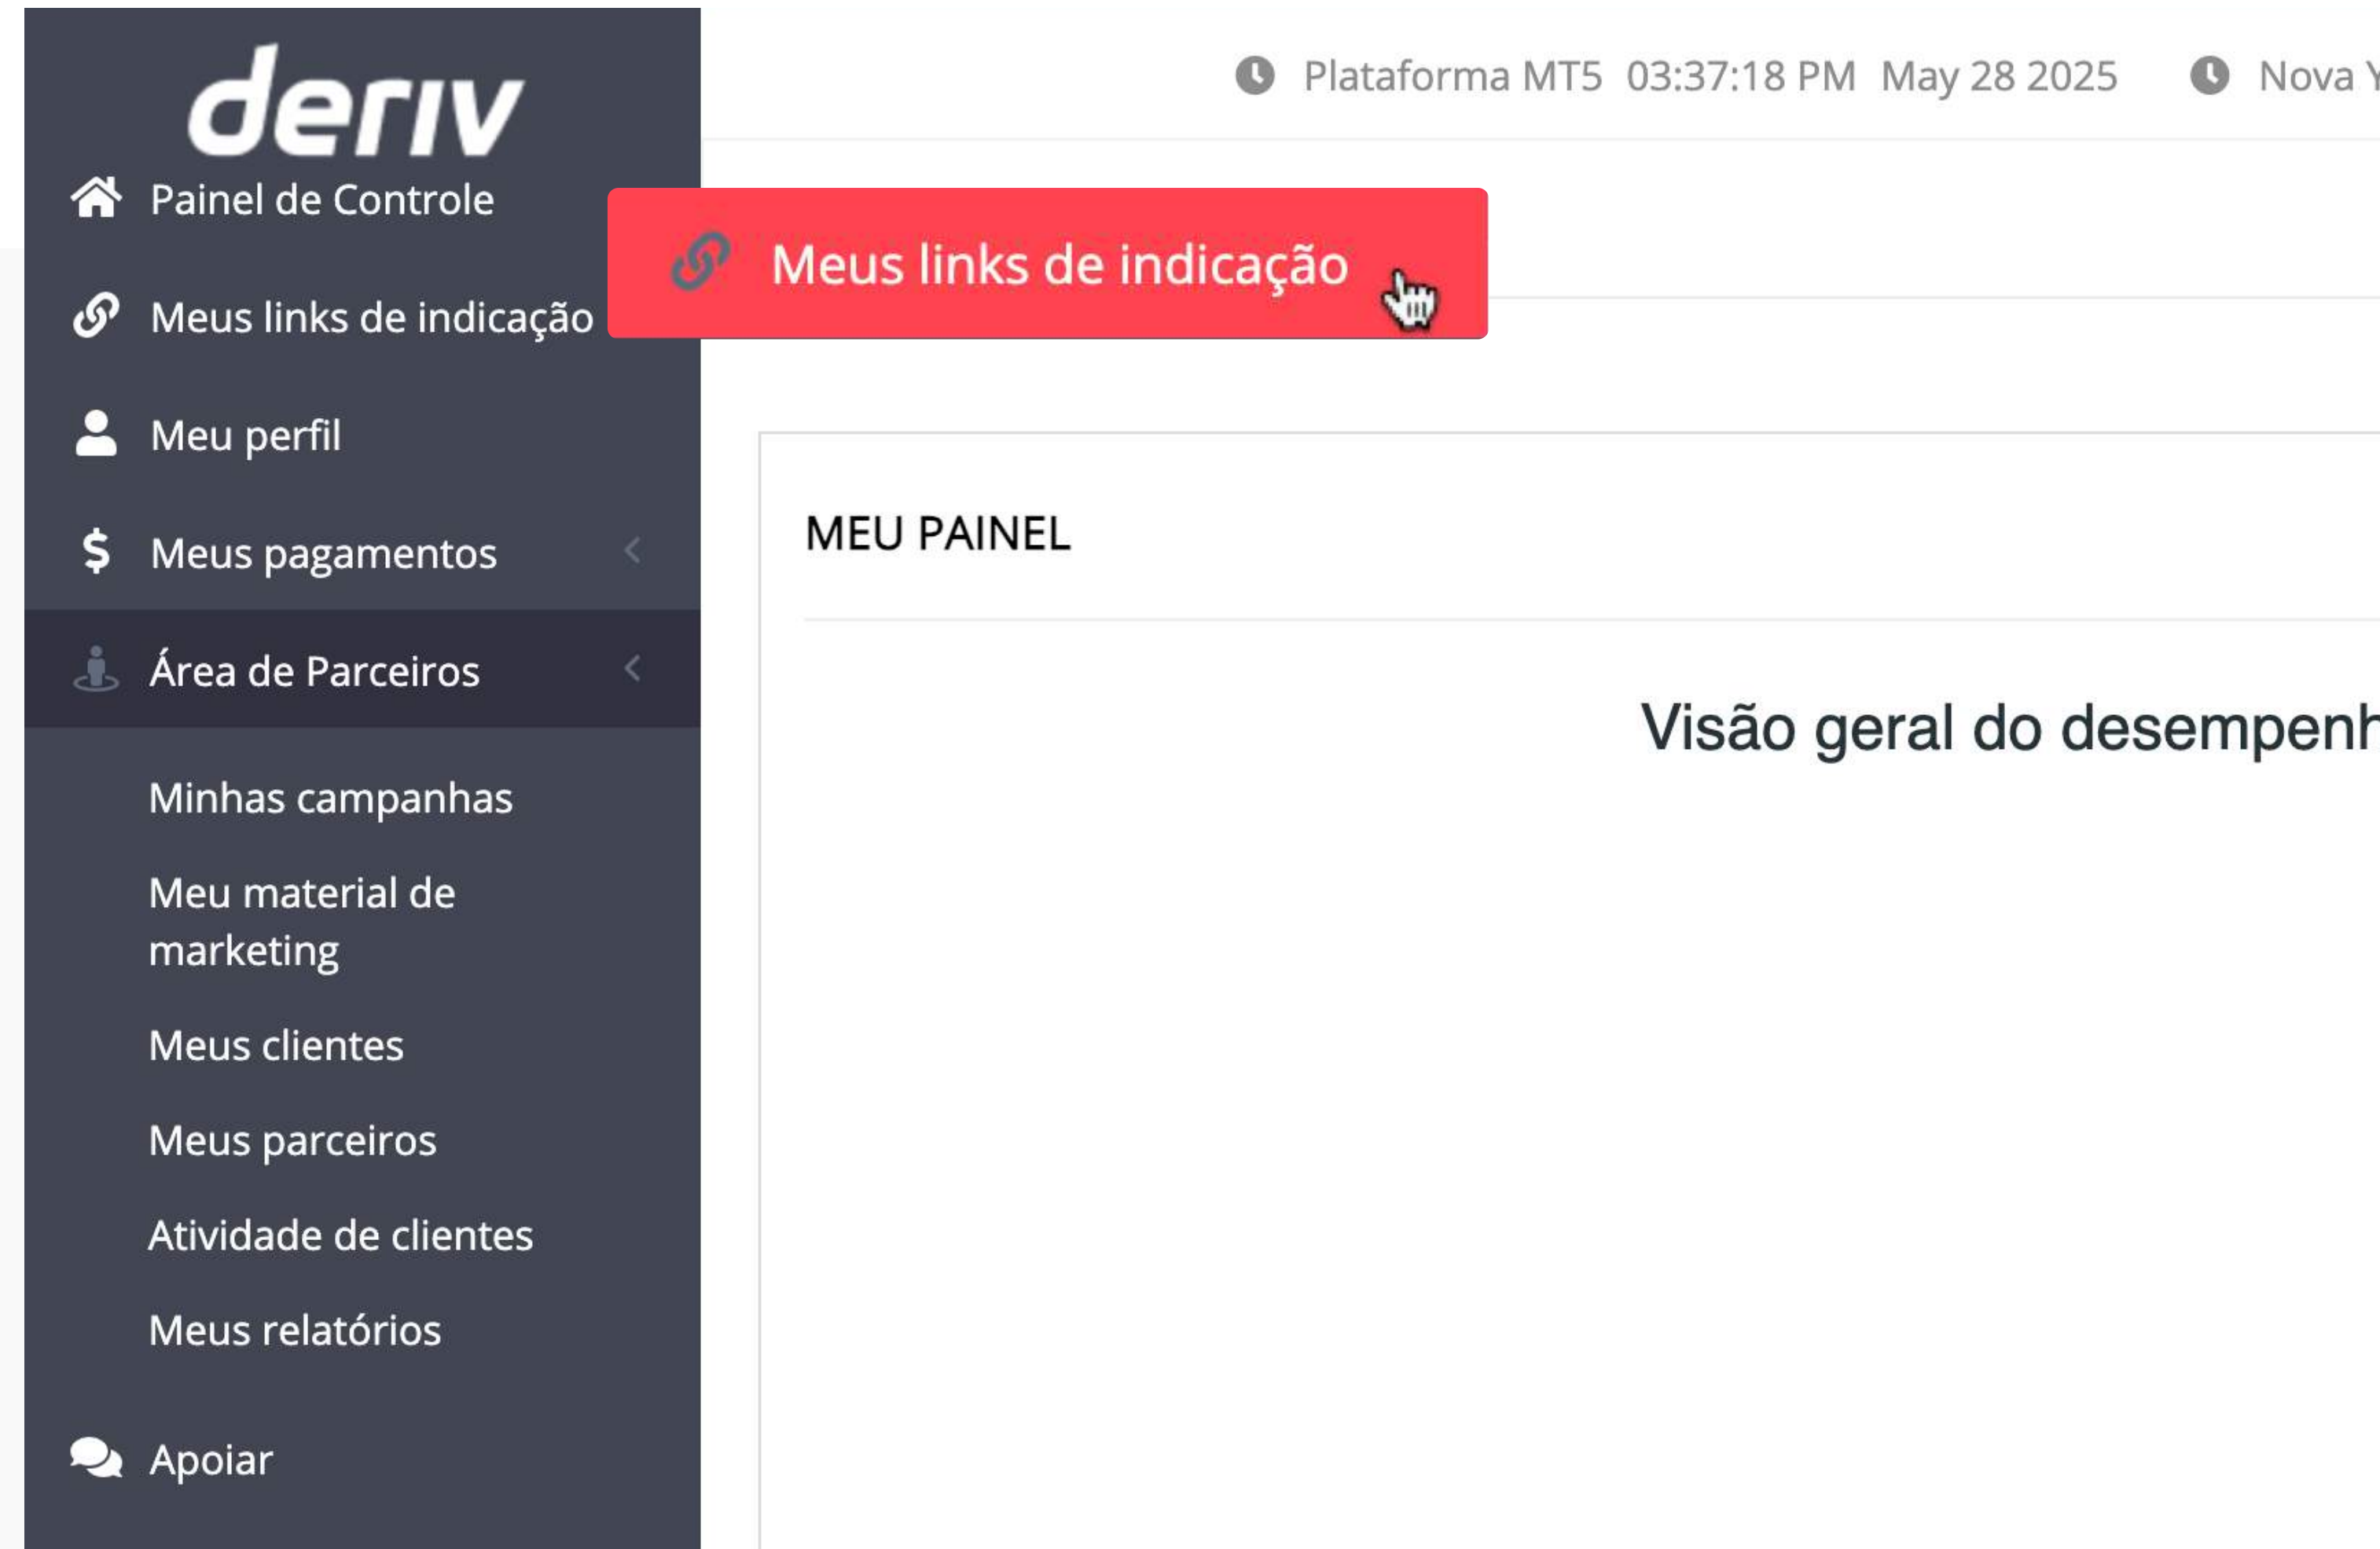 deriv
Plataforma MT5 03:37:18 PM May 28 2025 Nova
Painel de Controle
Meus links de indicação
Meus links de indicação
Meu perfil
Meus pagamentos
Área de Parceiros
Minhas campanhas
Meu material de
marketing
Meus clientes
Meus parceiros
Atividade de clientes
Meus relatórios
Apoiar
MEU PAINEL
Visão geral do